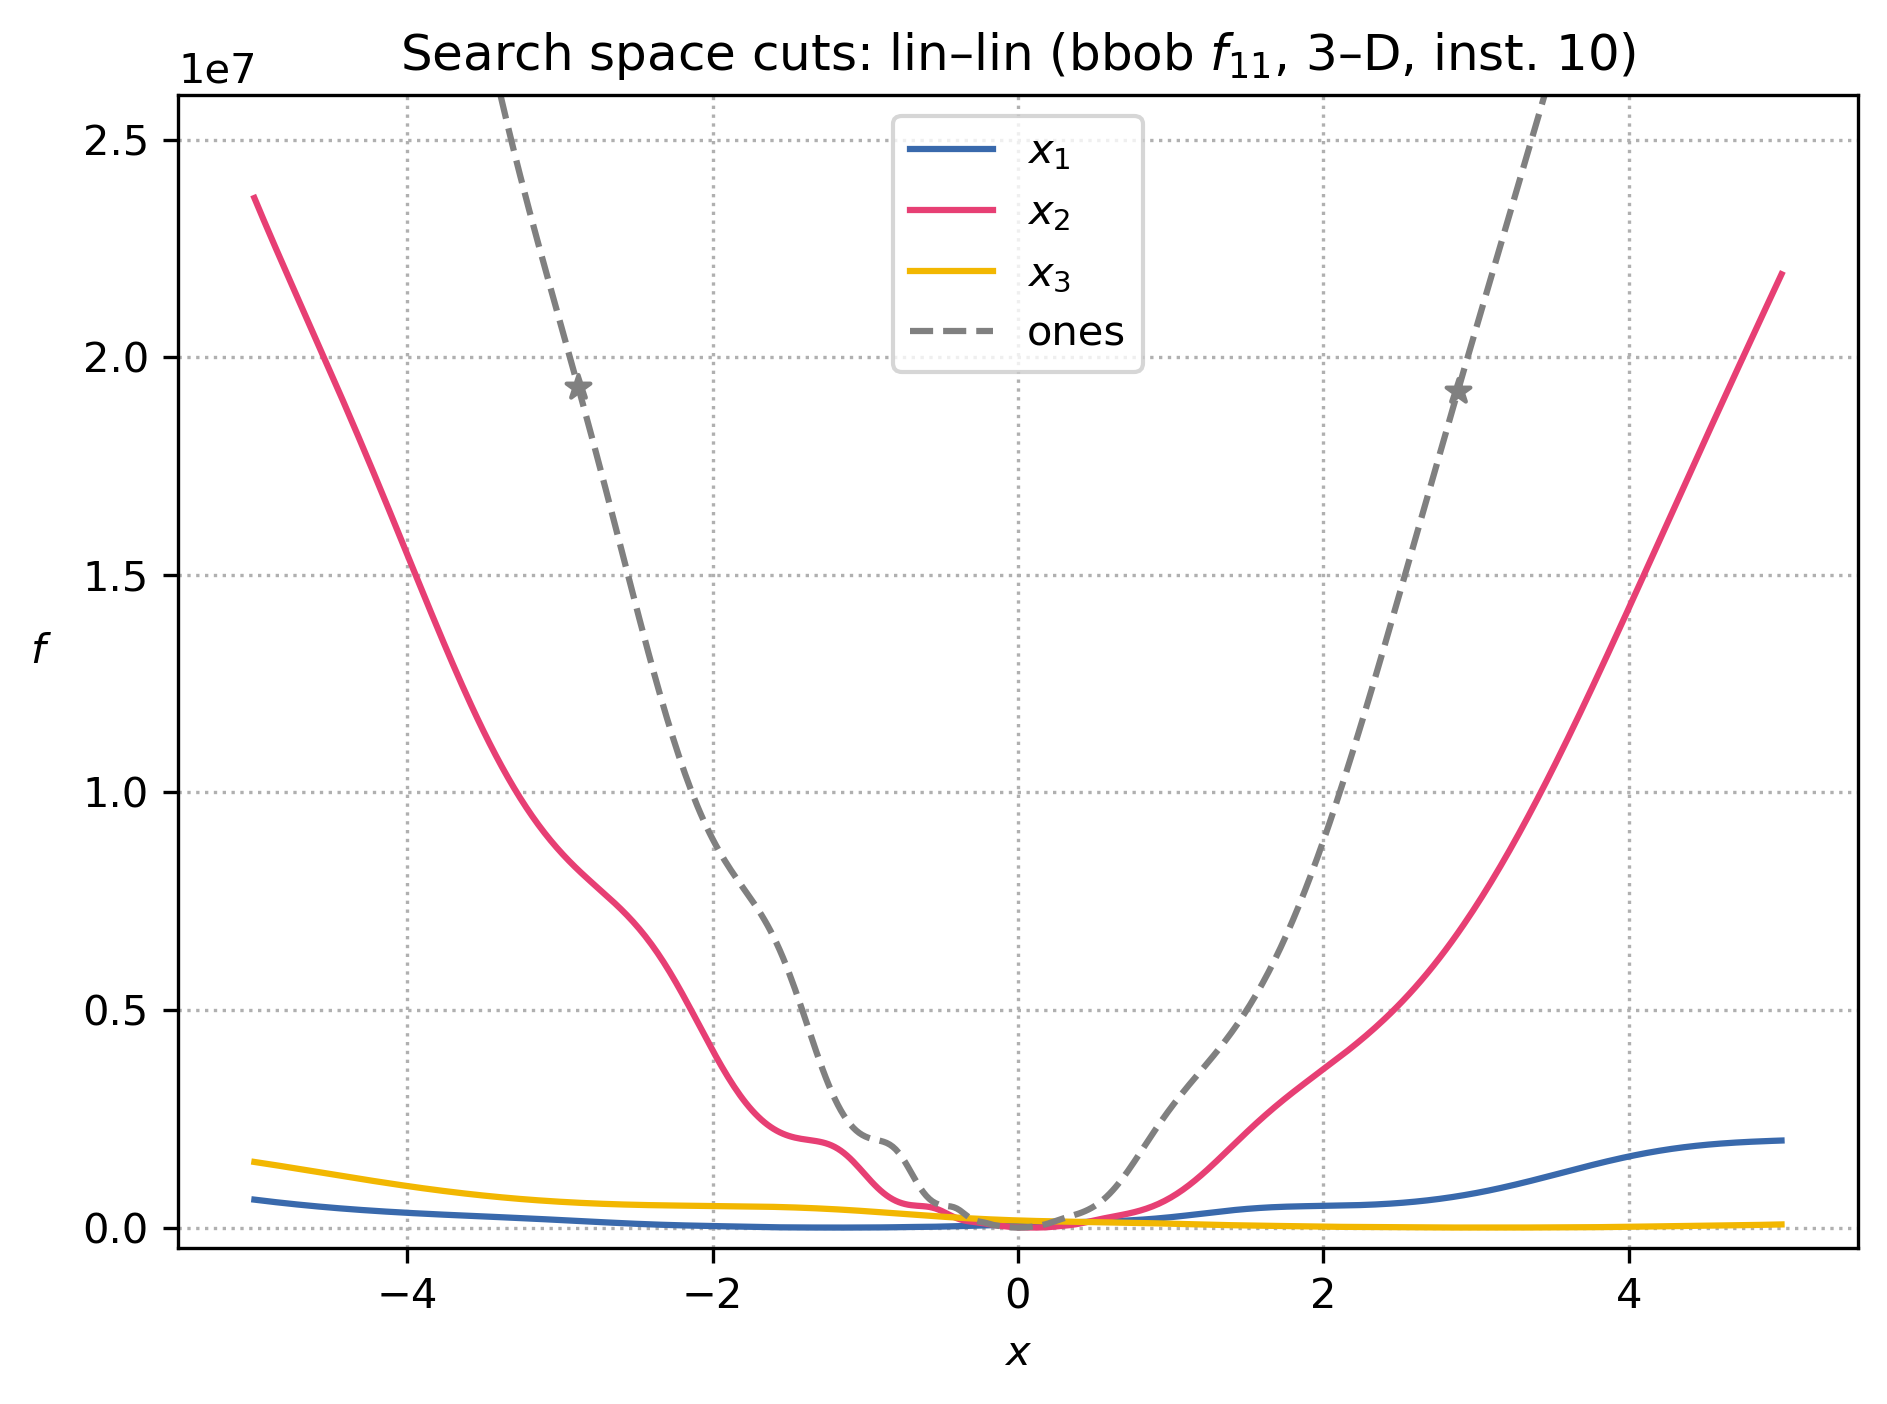 Search space cuts: lin–lin (bbob f₁₁, 3–D, inst. 10)
1e7
x₁
x₂
x₃
ones
2.5
2.0
1.5
1.0
0.5
0.0
f
−4 −2 0 2 4
x